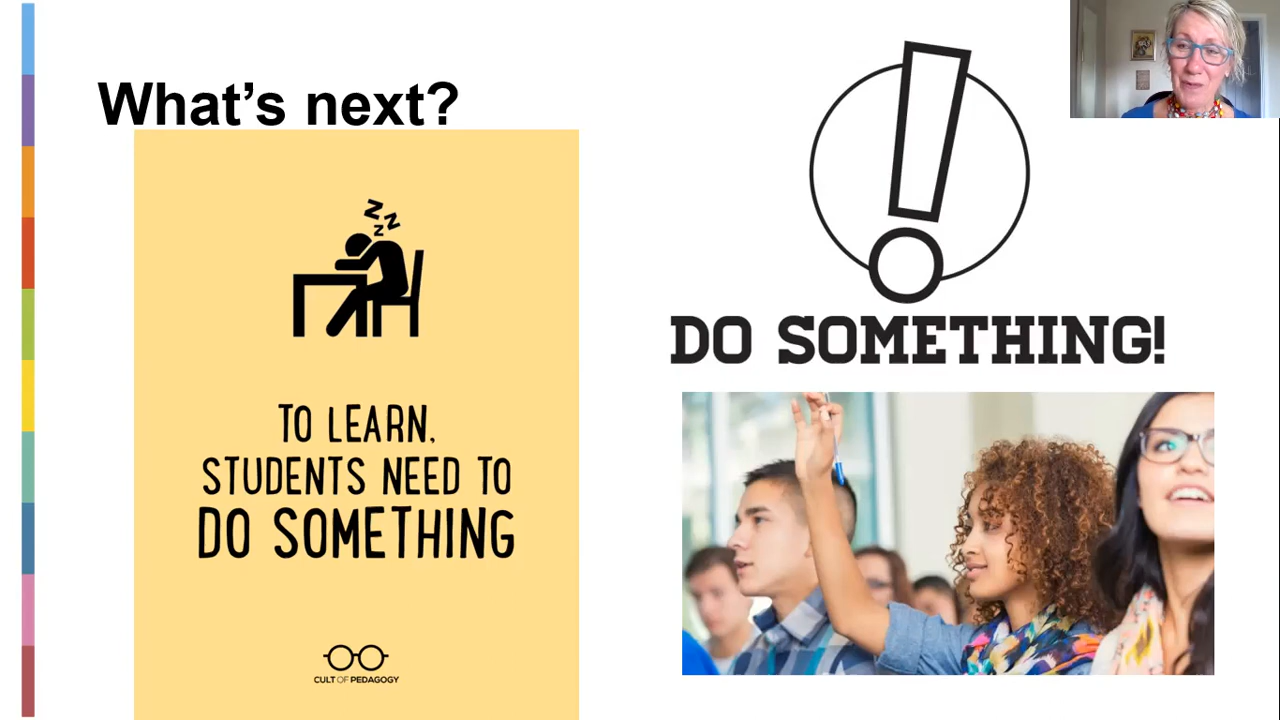 What's next?
Z Z
Z
TO LEARN,
STUDENTS NEED TO
DO SOMETHING
CULT OF PEDAGOGY
!
DO SOMETHING!